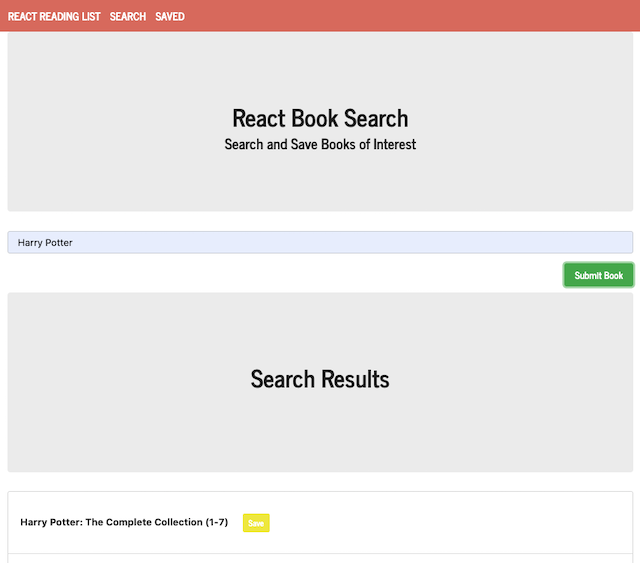 REACT READING LIST SEARCH SAVED
React Book Search
Search and Save Books of Interest
Harry Potter
Submit Book
Search Results
Harry Potter: The Complete Collection (1-7) Save